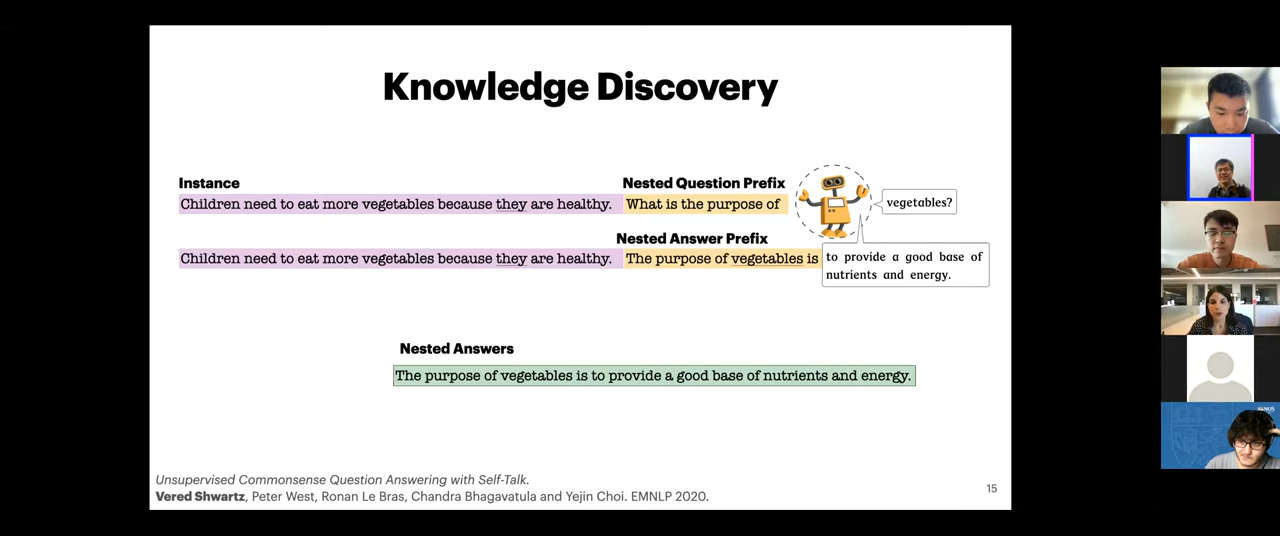 Knowledge Discovery
Instance
Nested Question Prefix
Children need to eat more vegetables because they are healthy. What is the purpose of
vegetables?
Nested Answer Prefix
Children need to eat more vegetables because they are healthy. The purpose of vegetables is
to provide a good base of
nutrients and energy.
Nested Answers
The purpose of vegetables is to provide a good base of nutrients and energy.
Unsupervised Commonsense Question Answering with Self-Talk.
Vered Shwartz, Peter West, Ronan Le Bras, Chandra Bhagavatula and Yejin Choi. EMNLP 2020.
15
NUS